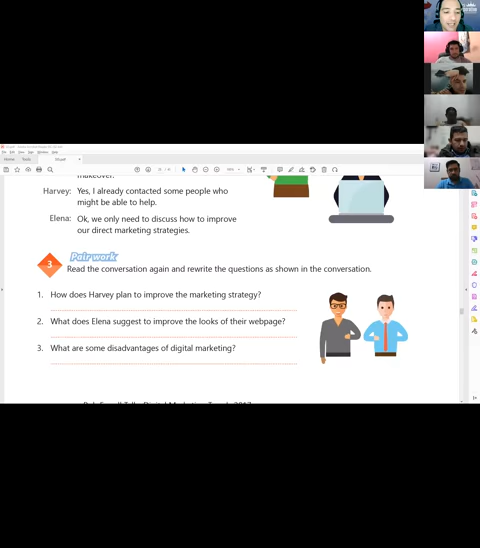 Home Tools
makeover.
Harvey: Yes, I already contacted some people who
might be able to help.
Elena: Ok, we only need to discuss how to improve
our direct marketing strategies.
3 Pair work
Read the conversation again and rewrite the questions as shown in the conversation.
1. How does Harvey plan to improve the marketing strategy?
2. What does Elena suggest to improve the looks of their webpage?
3. What are some disadvantages of digital marketing?